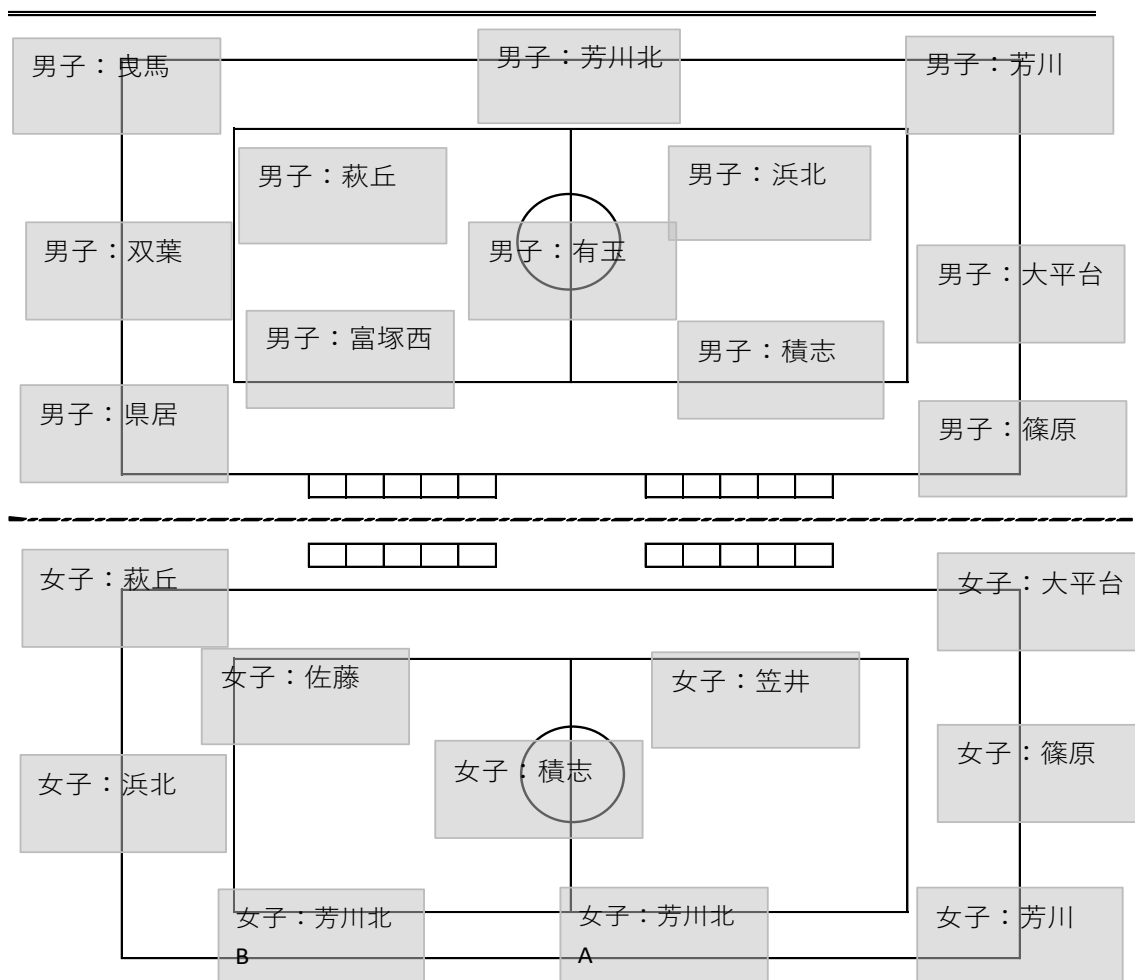 男子：曳馬
男子：芳川北
男子：芳川
男子：萩丘
男子：浜北
男子：双葉
男子：有玉
男子：大平台
男子：富塚西
男子：積志
男子：県居
男子：篠原
女子：萩丘
女子：大平台
女子：佐藤
女子：笠井
女子：浜北
女子：積志
女子：篠原
女子：芳川北
B
女子：芳川北
A
女子：芳川